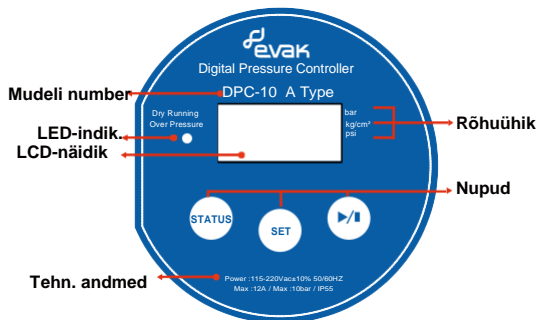 evak
Digital Pressure Controller
Mudeli number
DPC-10 A Type
Dry Running
Over Pressure
bar
kg/cm²
psi
Rõhuühik
LED-indik.
LCD-näidik
Nupud
STATUS
SET
▶/II
Tehn. andmed
Power :115-220Vac±10% 50/60HZ
Max :12A / Max :10bar / IP55